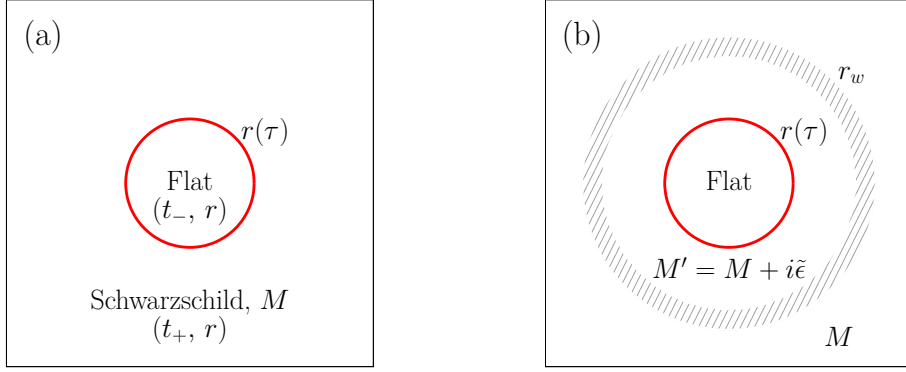 (a)
r(τ)
Flat
(t₋, r)
Schwarzschild, M
(t₊, r)
(b)
r_w
r(τ)
Flat
M′ = M + iϵ̃
M